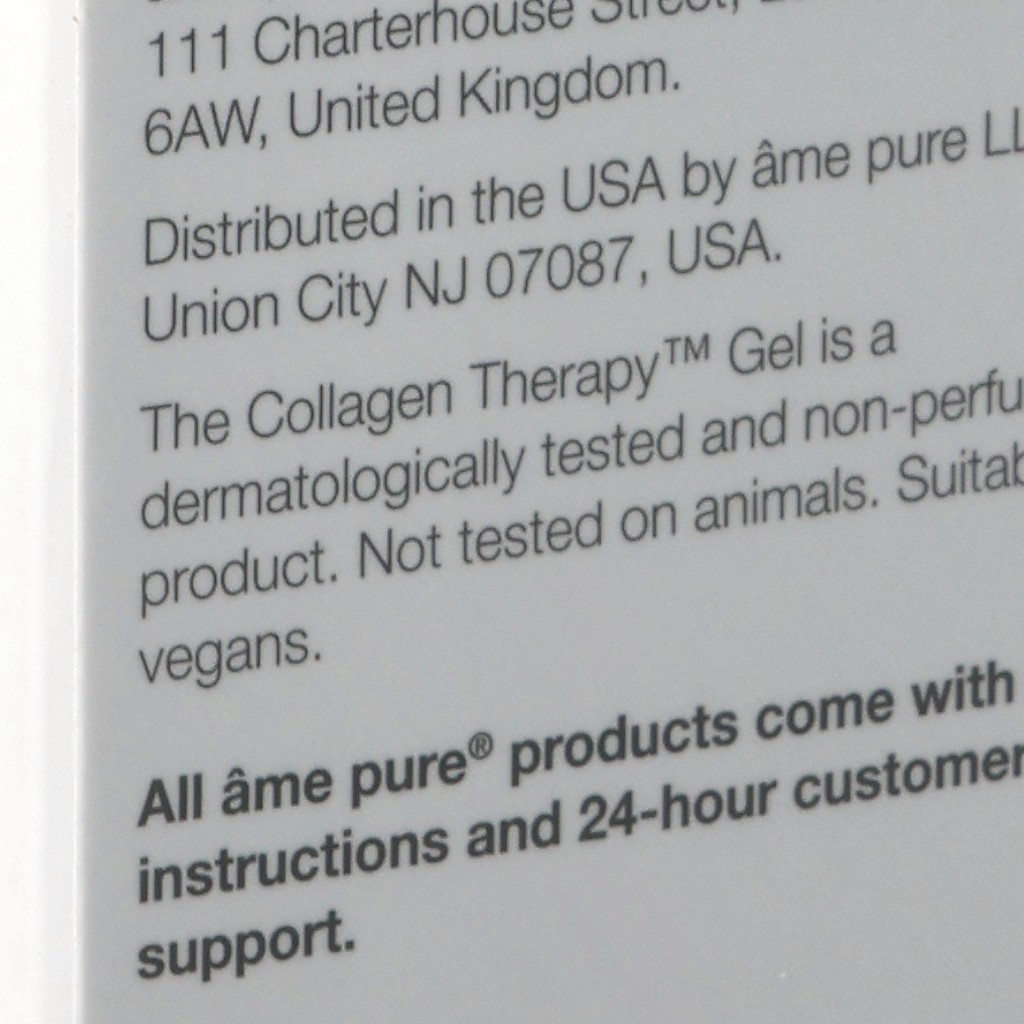 111 Charterhouse Street,
6AW, United Kingdom.
Distributed in the USA by âme pure
Union City NJ 07087, USA.
The Collagen Therapy™ Gel is a
dermatologically tested and
product. Not tested on animals.
vegans.
All âme pure® products come with
instructions and 24-hour customer
support.